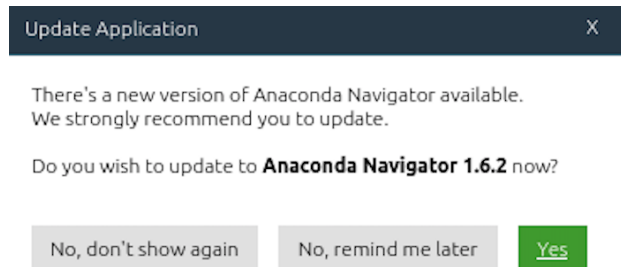 Update Application X
There's a new version of Anaconda Navigator available.
We strongly recommend you to update.
Do you wish to update to Anaconda Navigator 1.6.2 now?
No, don't show again No, remind me later Yes